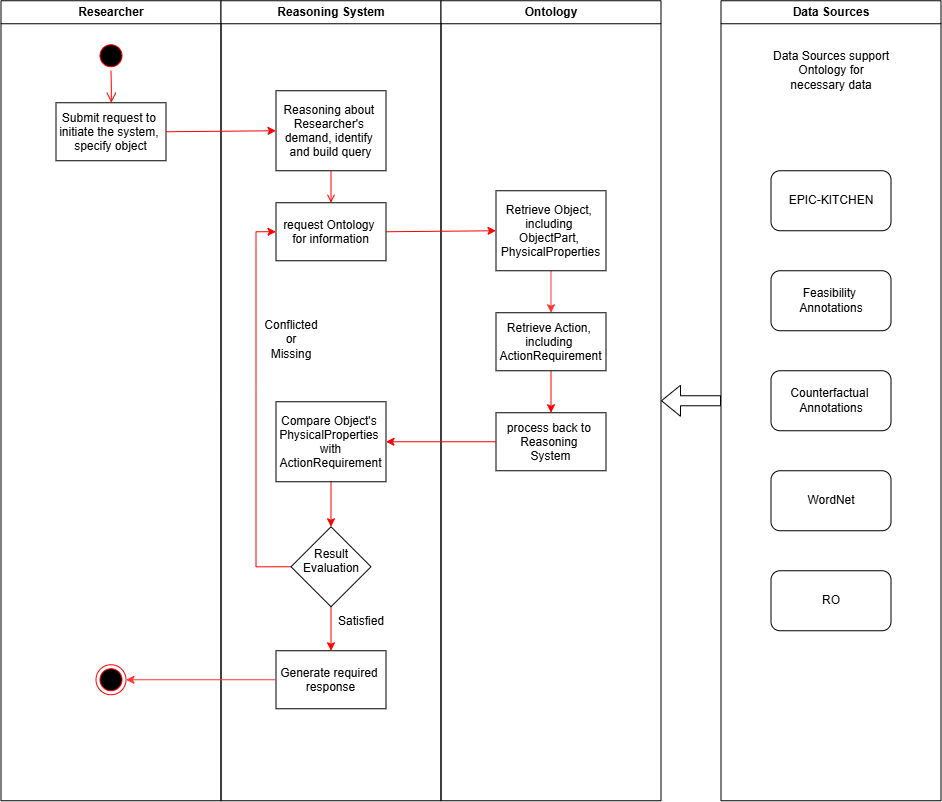 Researcher
Reasoning System
Ontology
Data Sources
Data Sources support
Ontology for
necessary data
Submit request to
initiate the system,
specify object
Reasoning about
Researcher's
demand, identify
and build query
request Ontology
for information
Retrieve Object,
including
ObjectPart,
PhysicalProperties
Retrieve Action,
including
ActionRequirement
process back to
Reasoning
System
Conflicted
or
Missing
Compare Object's
PhysicalProperties
with
ActionRequirement
Result
Evaluation
Satisfied
Generate required
response
EPIC-KITCHEN
Feasibility
Annotations
Counterfactual
Annotations
WordNet
RO